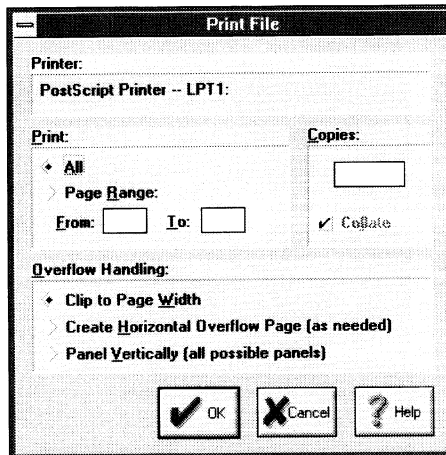 Print File
Printer:
PostScript Printer -- LPT1:
Print:
All
Page Range:
From: To:
Copies:
Collate
Overflow Handling:
Clip to Page Width
Create Horizontal Overflow Page (as needed)
Panel Vertically (all possible panels)
OK
Cancel
? Help